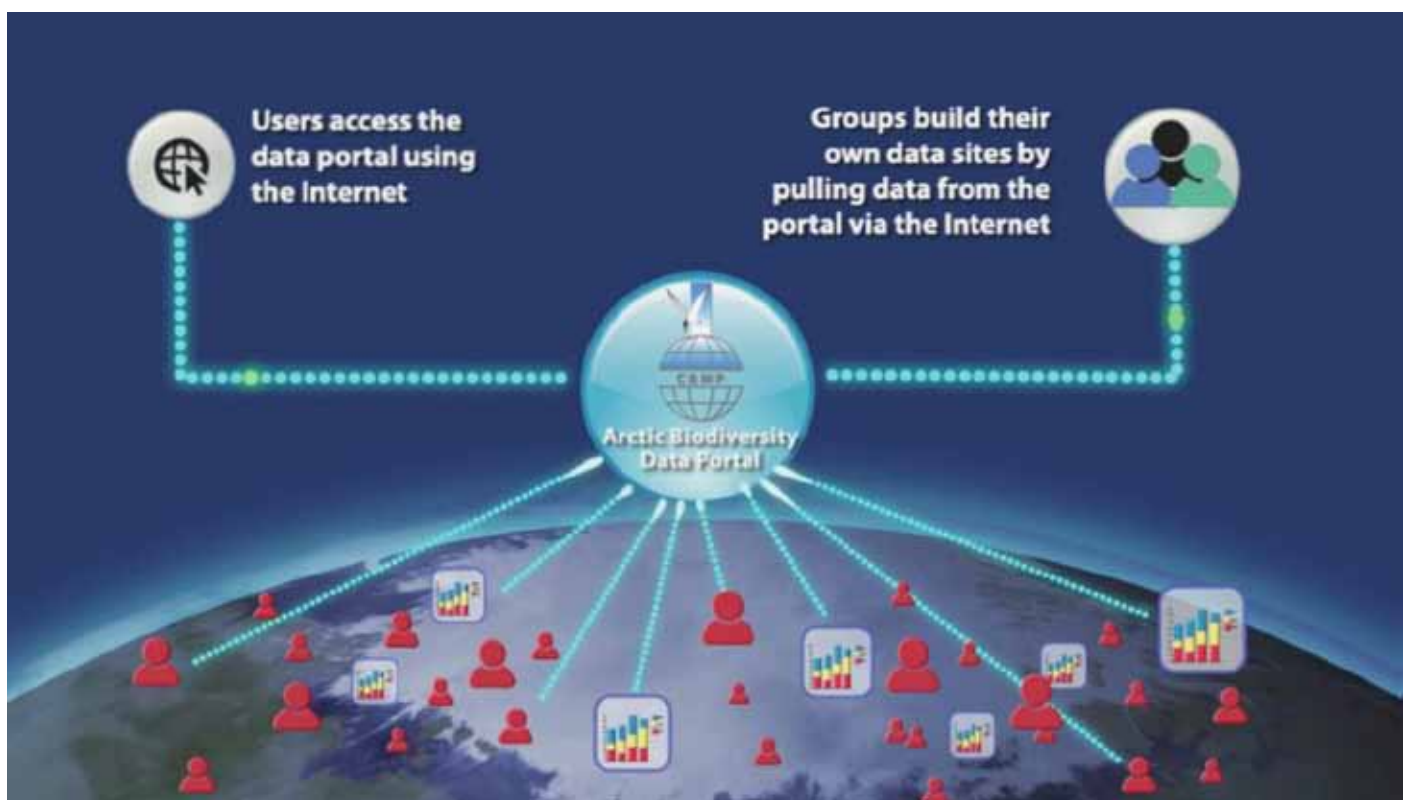 Users access the
data portal using
the Internet
Groups build their
own data sites by
pulling data from the
portal via the Internet
CBMP
Arctic Biodiversity
Data Portal